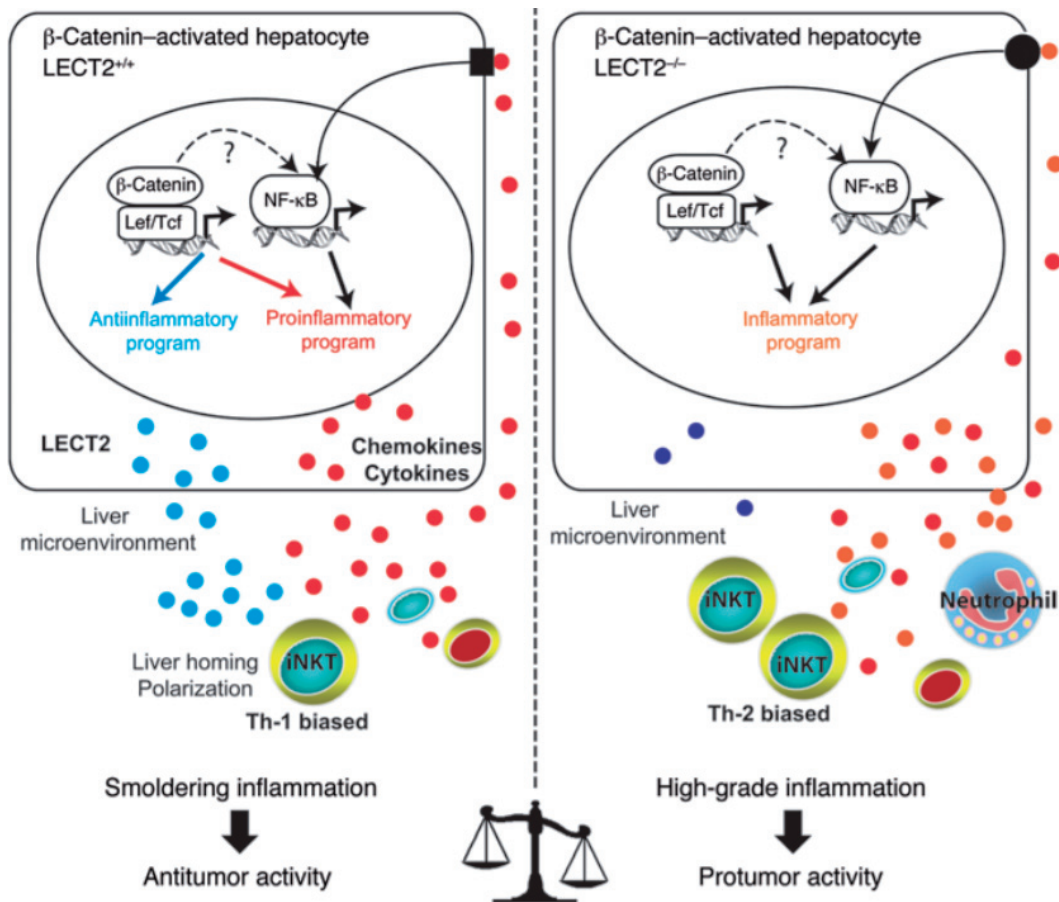 β-Catenin–activated hepatocyte
LECT2+/+
?
β-Catenin
Lef/Tcf
NF-κB
Antiinflammatory
program
Proinflammatory
program
LECT2
Chemokines
Cytokines
Liver
microenvironment
Liver homing
Polarization
iNKT
Th-1 biased
Smoldering inflammation
Antitumor activity
β-Catenin–activated hepatocyte
LECT2–/–
?
β-Catenin
Lef/Tcf
NF-κB
Inflammatory
program
Liver
microenvironment
iNKT
iNKT
Neutrophil
Th-2 biased
High-grade inflammation
Protumor activity